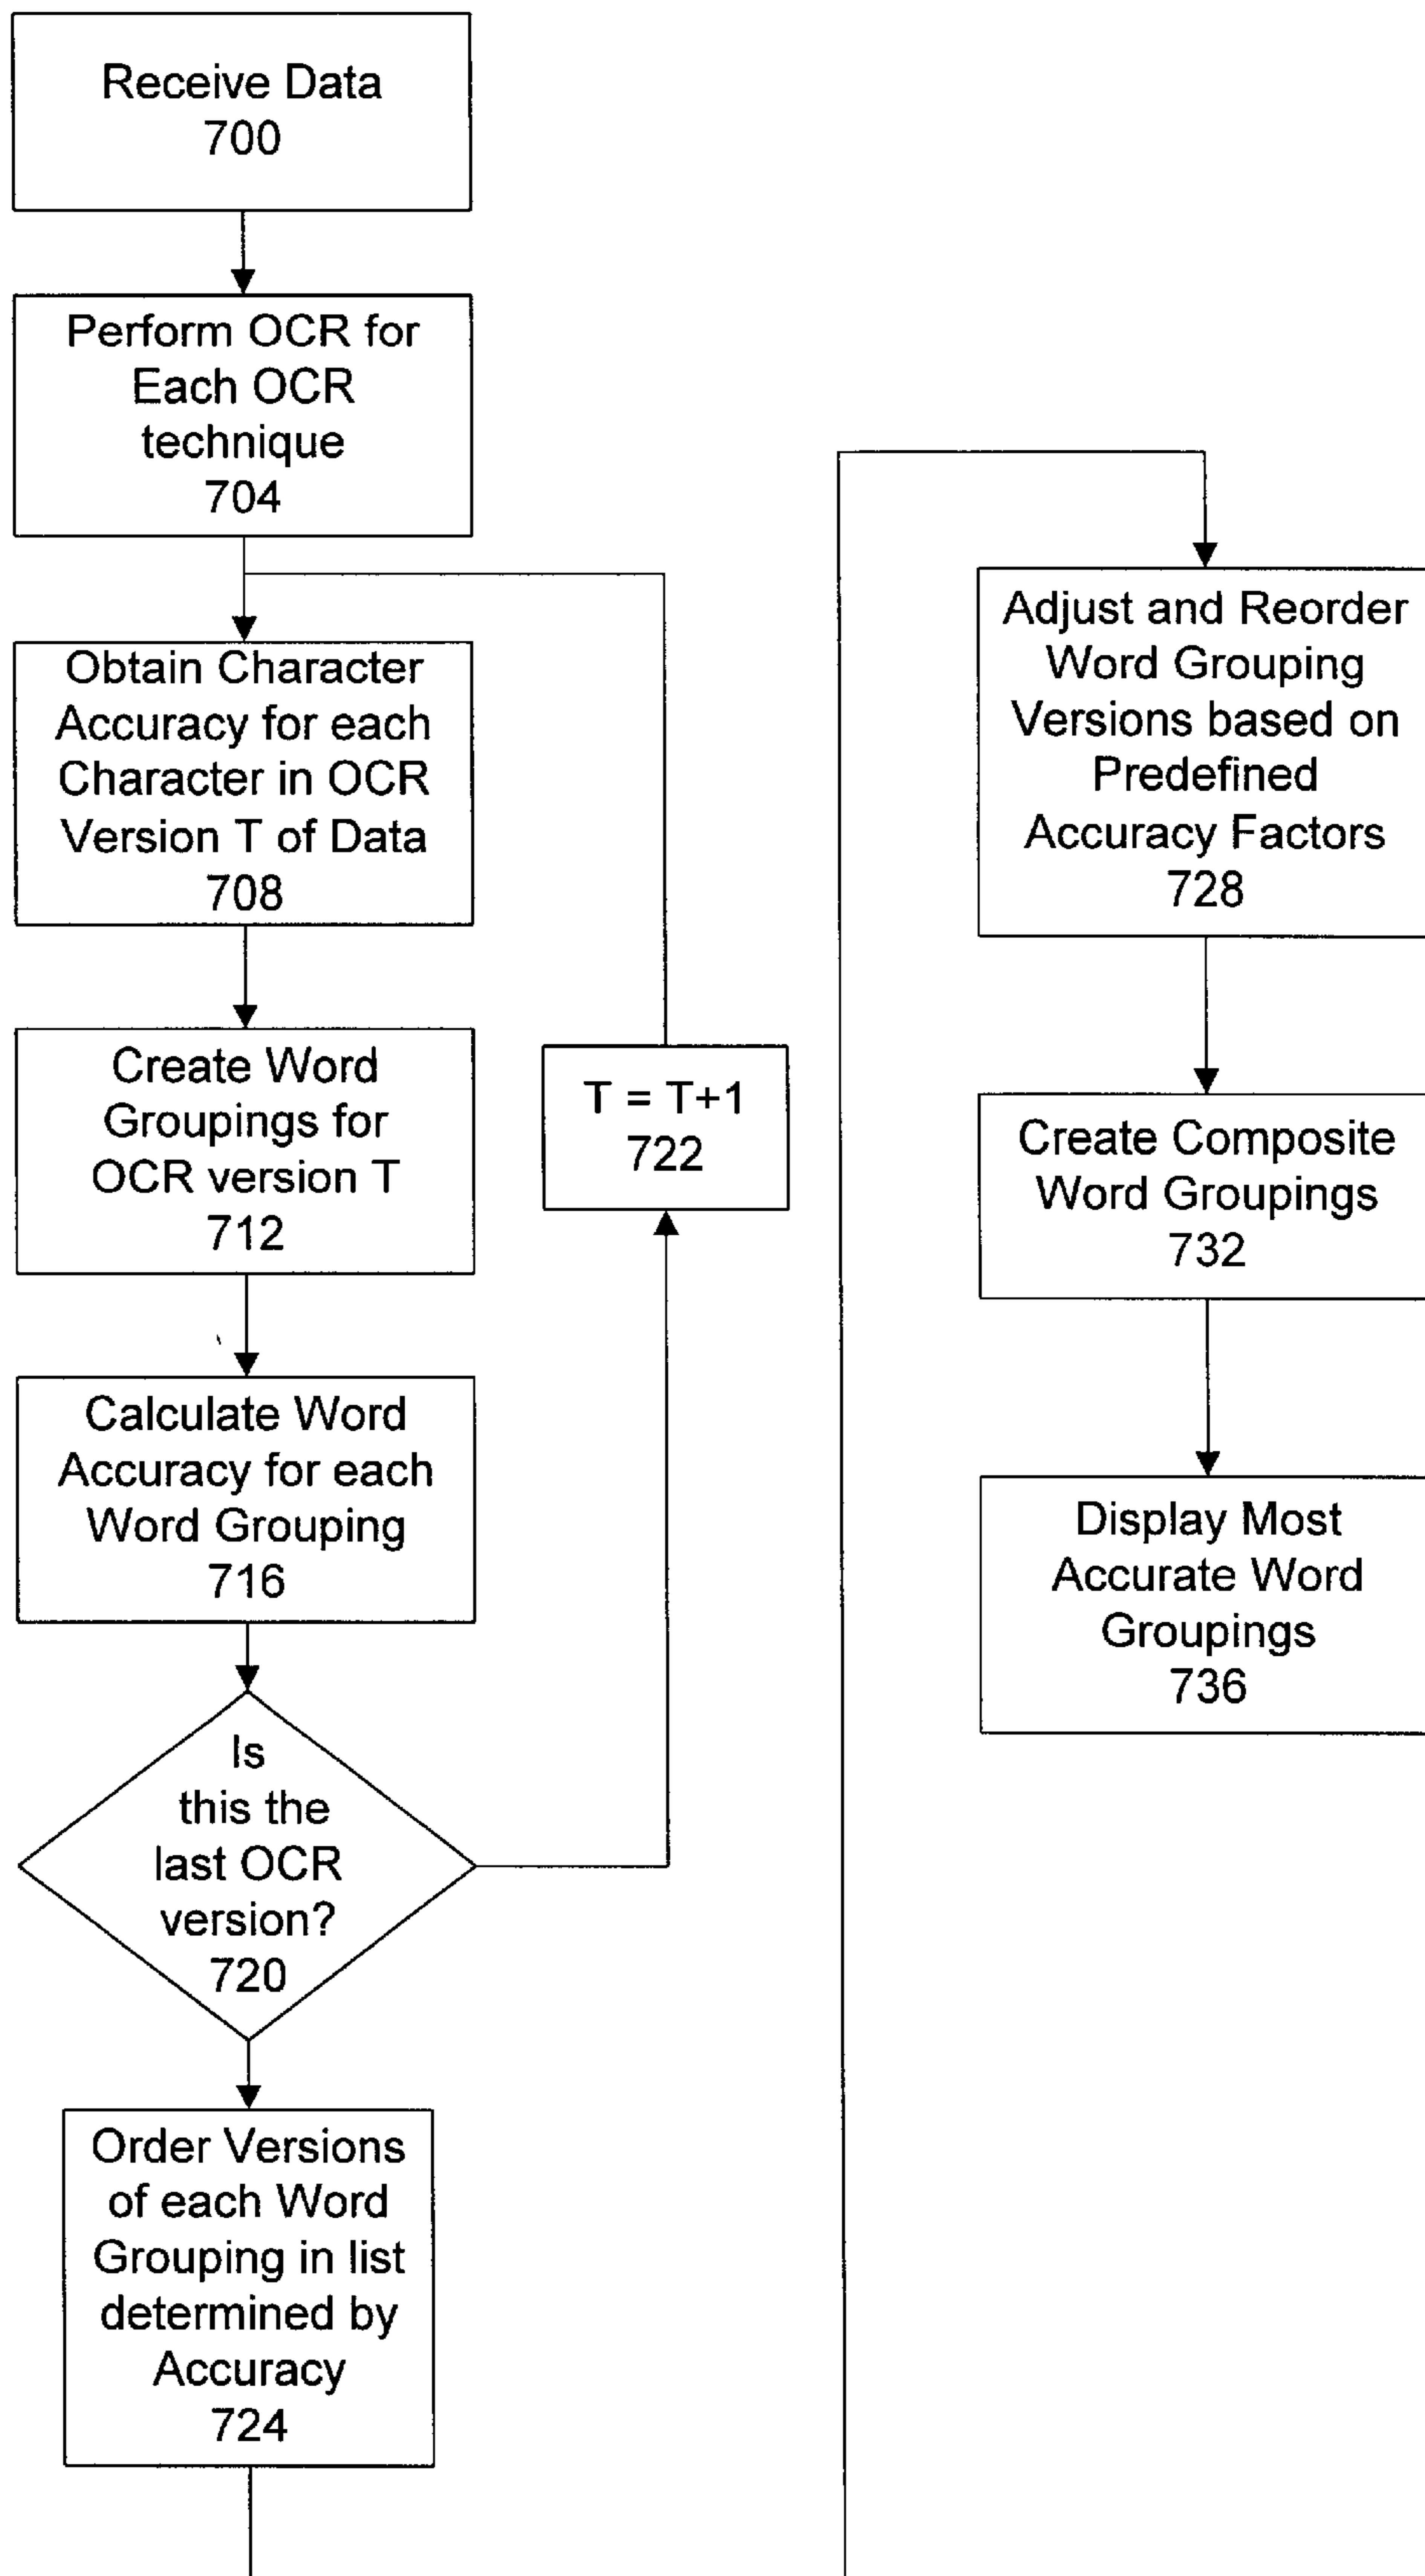 Receive Data
700
Perform OCR for
Each OCR
technique
704
Obtain Character
Accuracy for each
Character in OCR
Version T of Data
708
Create Word
Groupings for
OCR version T
712
T = T+1
722
Calculate Word
Accuracy for each
Word Grouping
716
Is
this the
last OCR
version?
720
Order Versions
of each Word
Grouping in list
determined by
Accuracy
724
Adjust and Reorder
Word Grouping
Versions based on
Predefined
Accuracy Factors
728
Create Composite
Word Groupings
732
Display Most
Accurate Word
Groupings
736